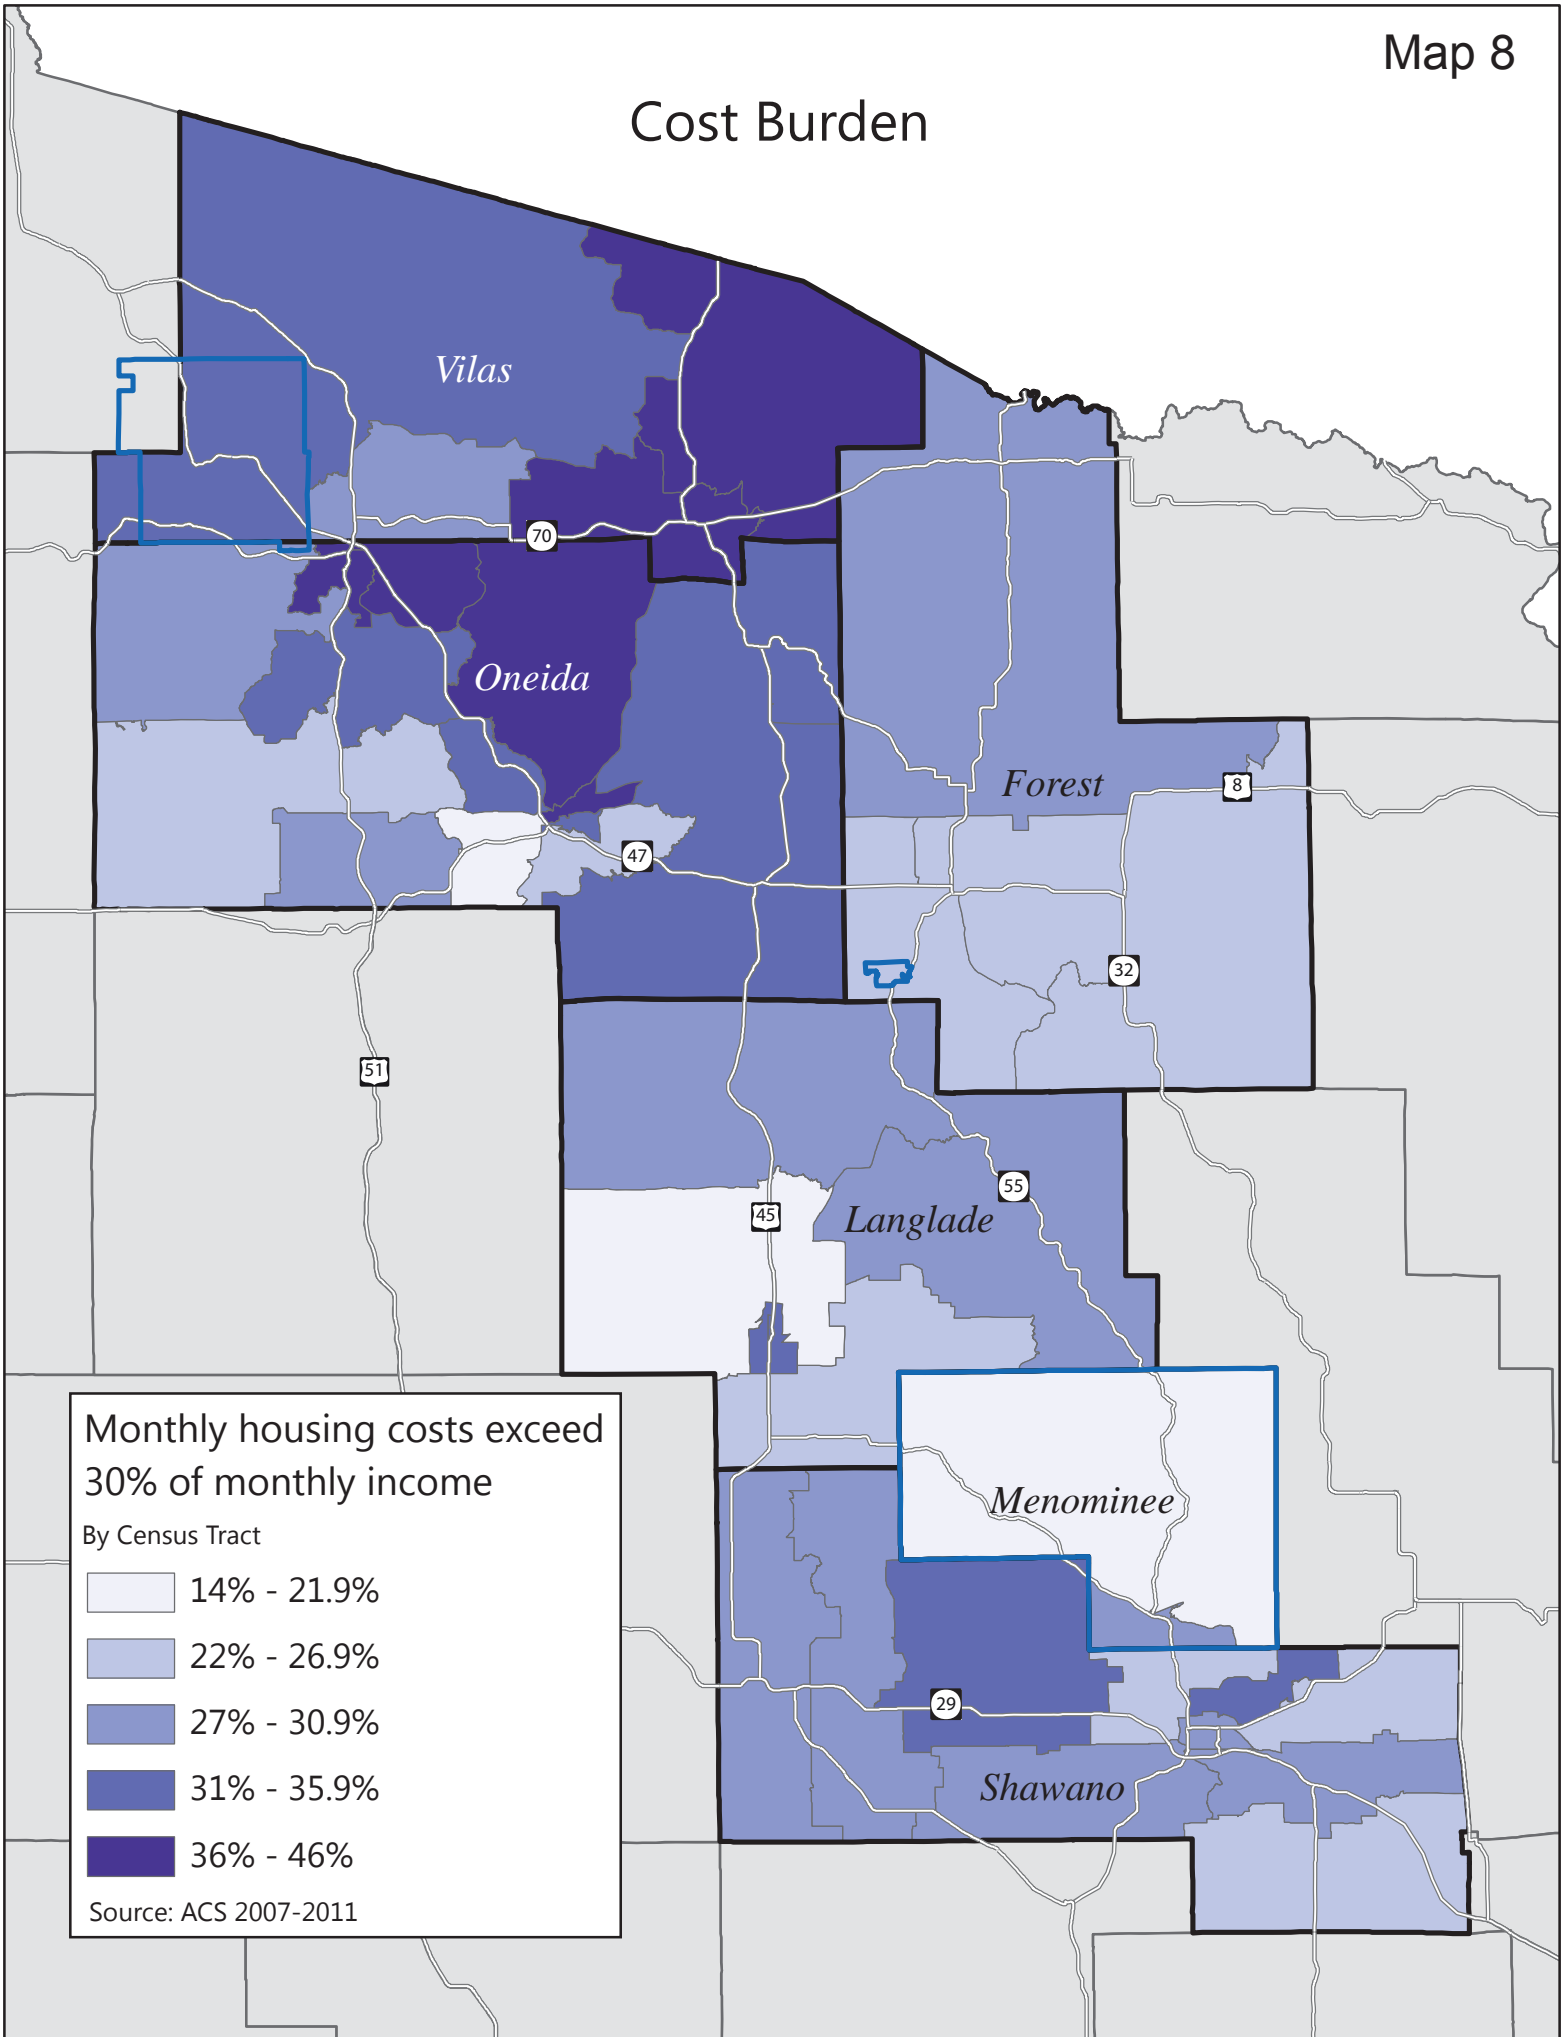 Map 8
Cost Burden
Vilas
70
Oneida
Forest
8
47
32
51
55
45
Langlade
Monthly housing costs exceed
30% of monthly income
By Census Tract
14% - 21.9%
22% - 26.9%
27% - 30.9%
31% - 35.9%
36% - 46%
Source: ACS 2007-2011
Menominee
29
Shawano